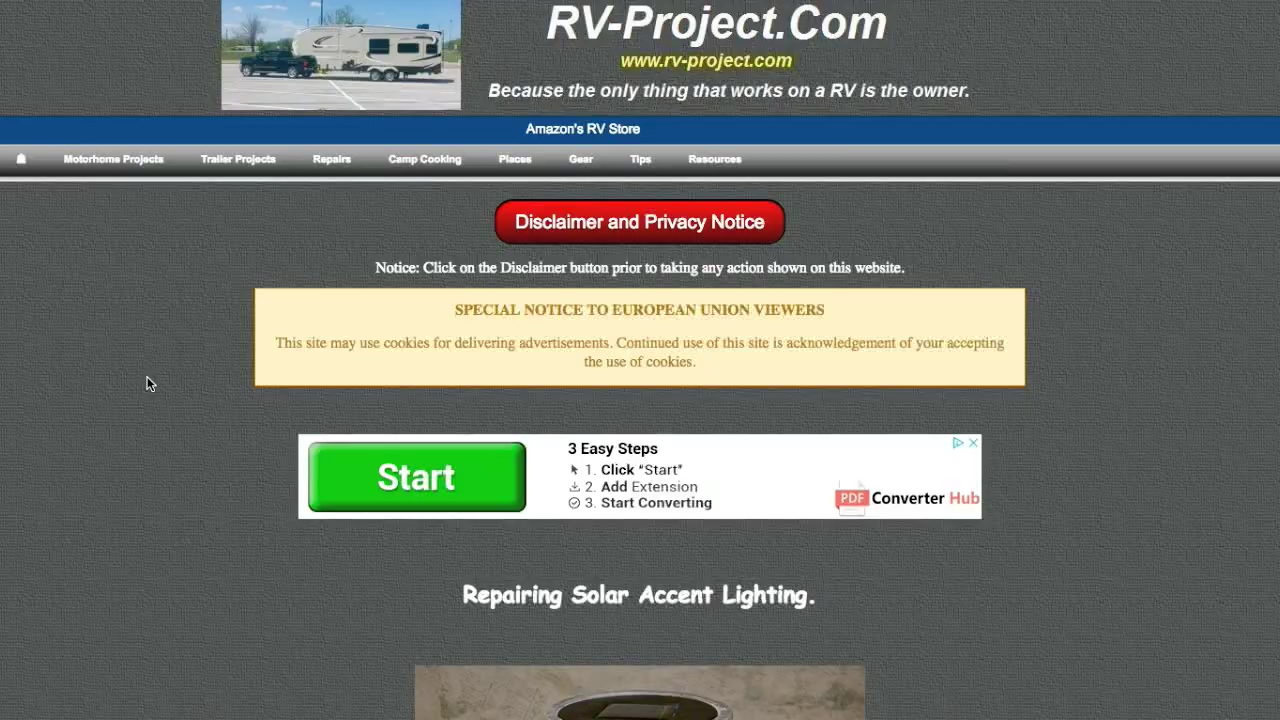 RV-Project.Com
www.rv-project.com
Because the only thing that works on a RV is the owner.
Amazon's RV Store
Motorhome Projects Trailer Projects Repairs Camp Cooking Places Gear Tips Resources
Disclaimer and Privacy Notice
Notice: Click on the Disclaimer button prior to taking any action shown on this website.
SPECIAL NOTICE TO EUROPEAN UNION VIEWERS
This site may use cookies for delivering advertisements. Continued use of this site is acknowledgement of your accepting
the use of cookies.
Start
3 Easy Steps
1. Click "Start"
2. Add Extension
3. Start Converting
PDF Converter Hub
Repairing Solar Accent Lighting.